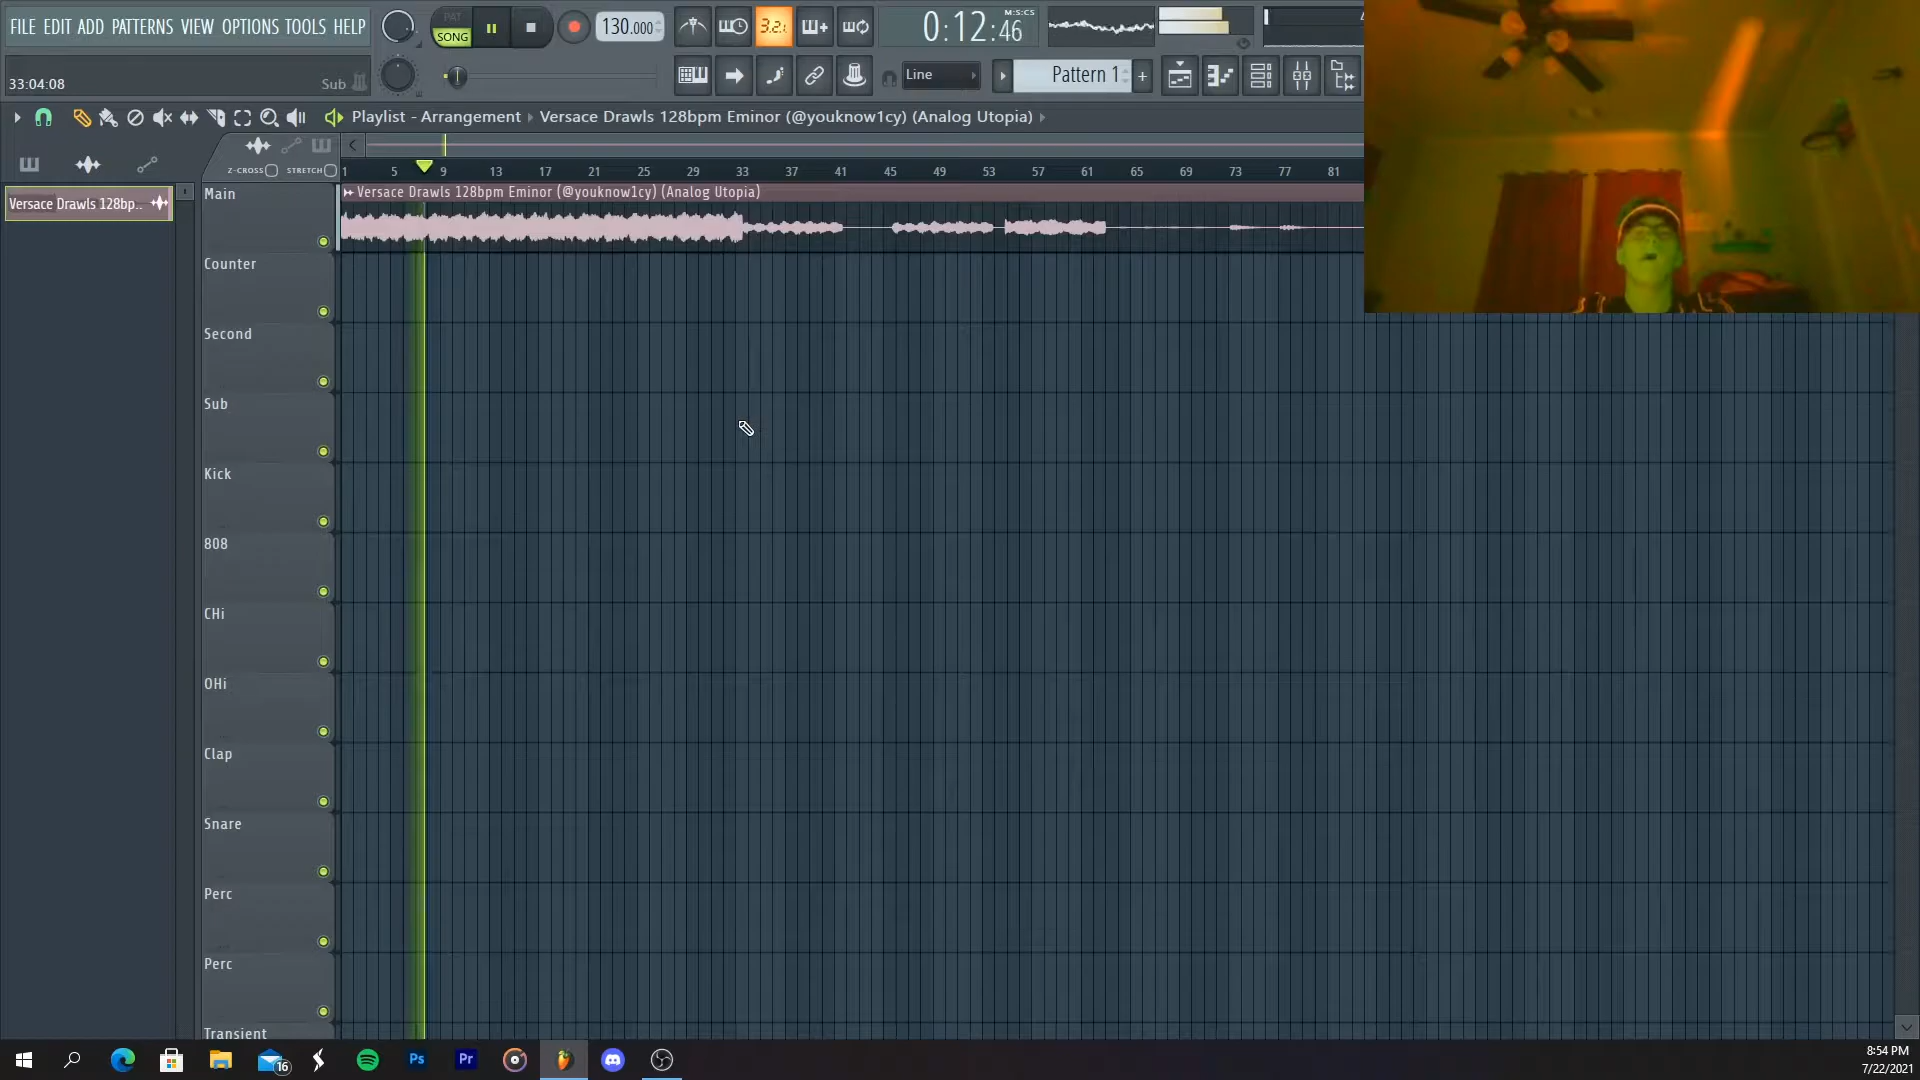 FILE EDIT ADD PATTERNS VIEW OPTIONS TOOLS HELP
PAT
SONG
130.000
3.2.
0:12:46
M:S:CS
33:04:08
Sub
Line
Pattern 1
Playlist - Arrangement › Versace Drawls 128bpm Eminor (@youknow1cy) (Analog Utopia)
Z-CROSS
STRETCH
1 5 9 13 17 21 25 29 33 37 41 45 49 53 57 61 65 69 73 77 81
Versace Drawls 128bp..
Versace Drawls 128bpm Eminor (@youknow1cy) (Analog Utopia)
Main
Counter
Second
Sub
Kick
808
CHi
OHi
Clap
Snare
Perc
Perc
Transient
16
Ps
Pr
8:54 PM
7/22/2021